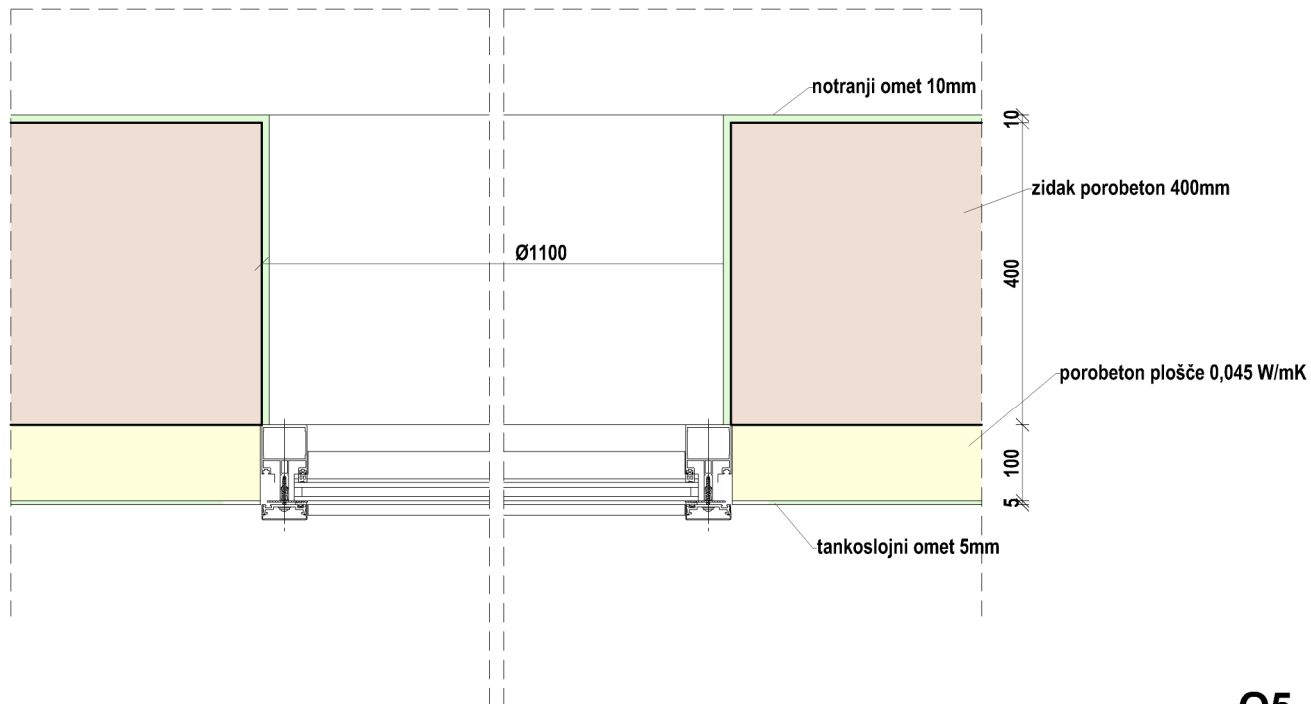 notranji omet 10mm
10
zidak porobeton 400mm
Ø1100
400
porobeton plošče 0,045 W/mK
100
5
tankoslojni omet 5mm